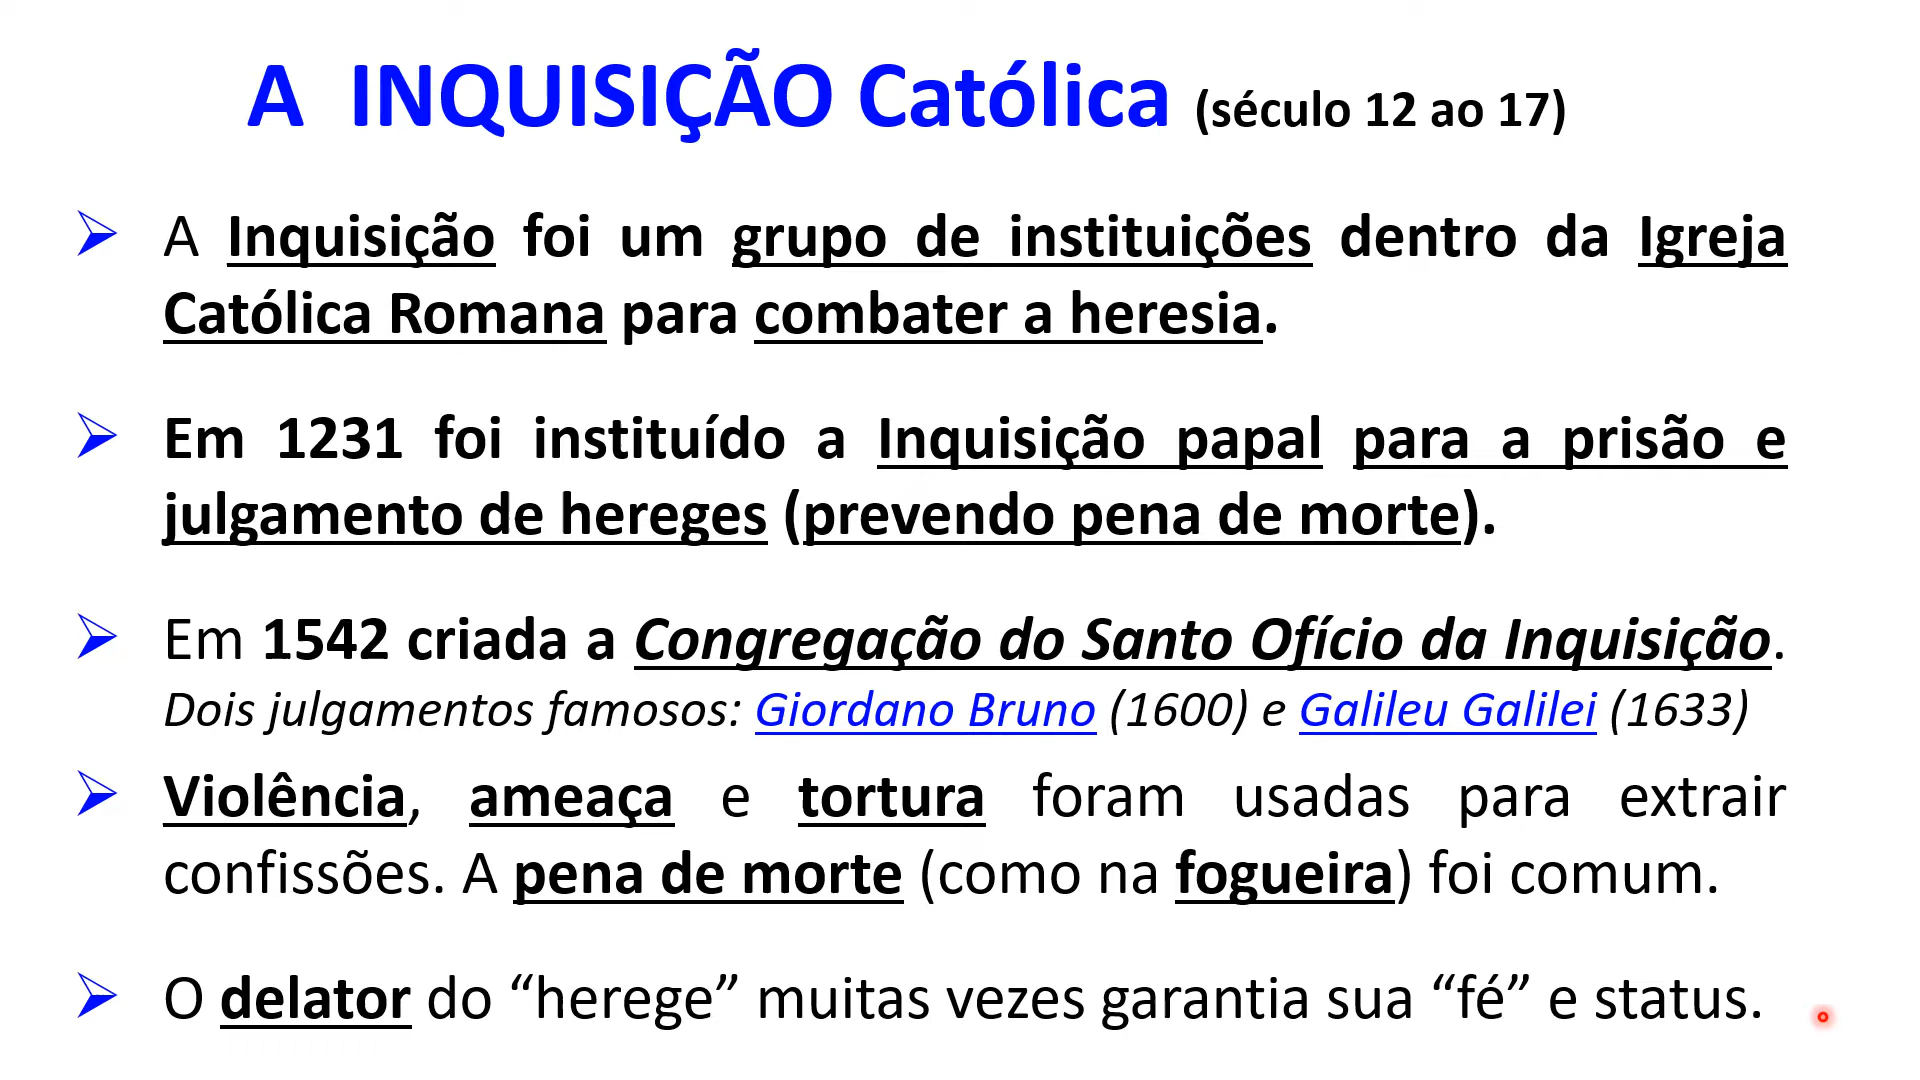 A INQUISIÇÃO Católica (século 12 ao 17)
A Inquisição foi um grupo de instituições dentro da Igreja
Católica Romana para combater a heresia.
Em 1231 foi instituído a Inquisição papal para a prisão e
julgamento de hereges (prevendo pena de morte).
Em 1542 criada a Congregação do Santo Ofício da Inquisição.
Dois julgamentos famosos: Giordano Bruno (1600) e Galileu Galilei (1633)
Violência, ameaça e tortura foram usadas para extrair
confissões. A pena de morte (como na fogueira) foi comum.
O delator do “herege” muitas vezes garantia sua “fé” e status.